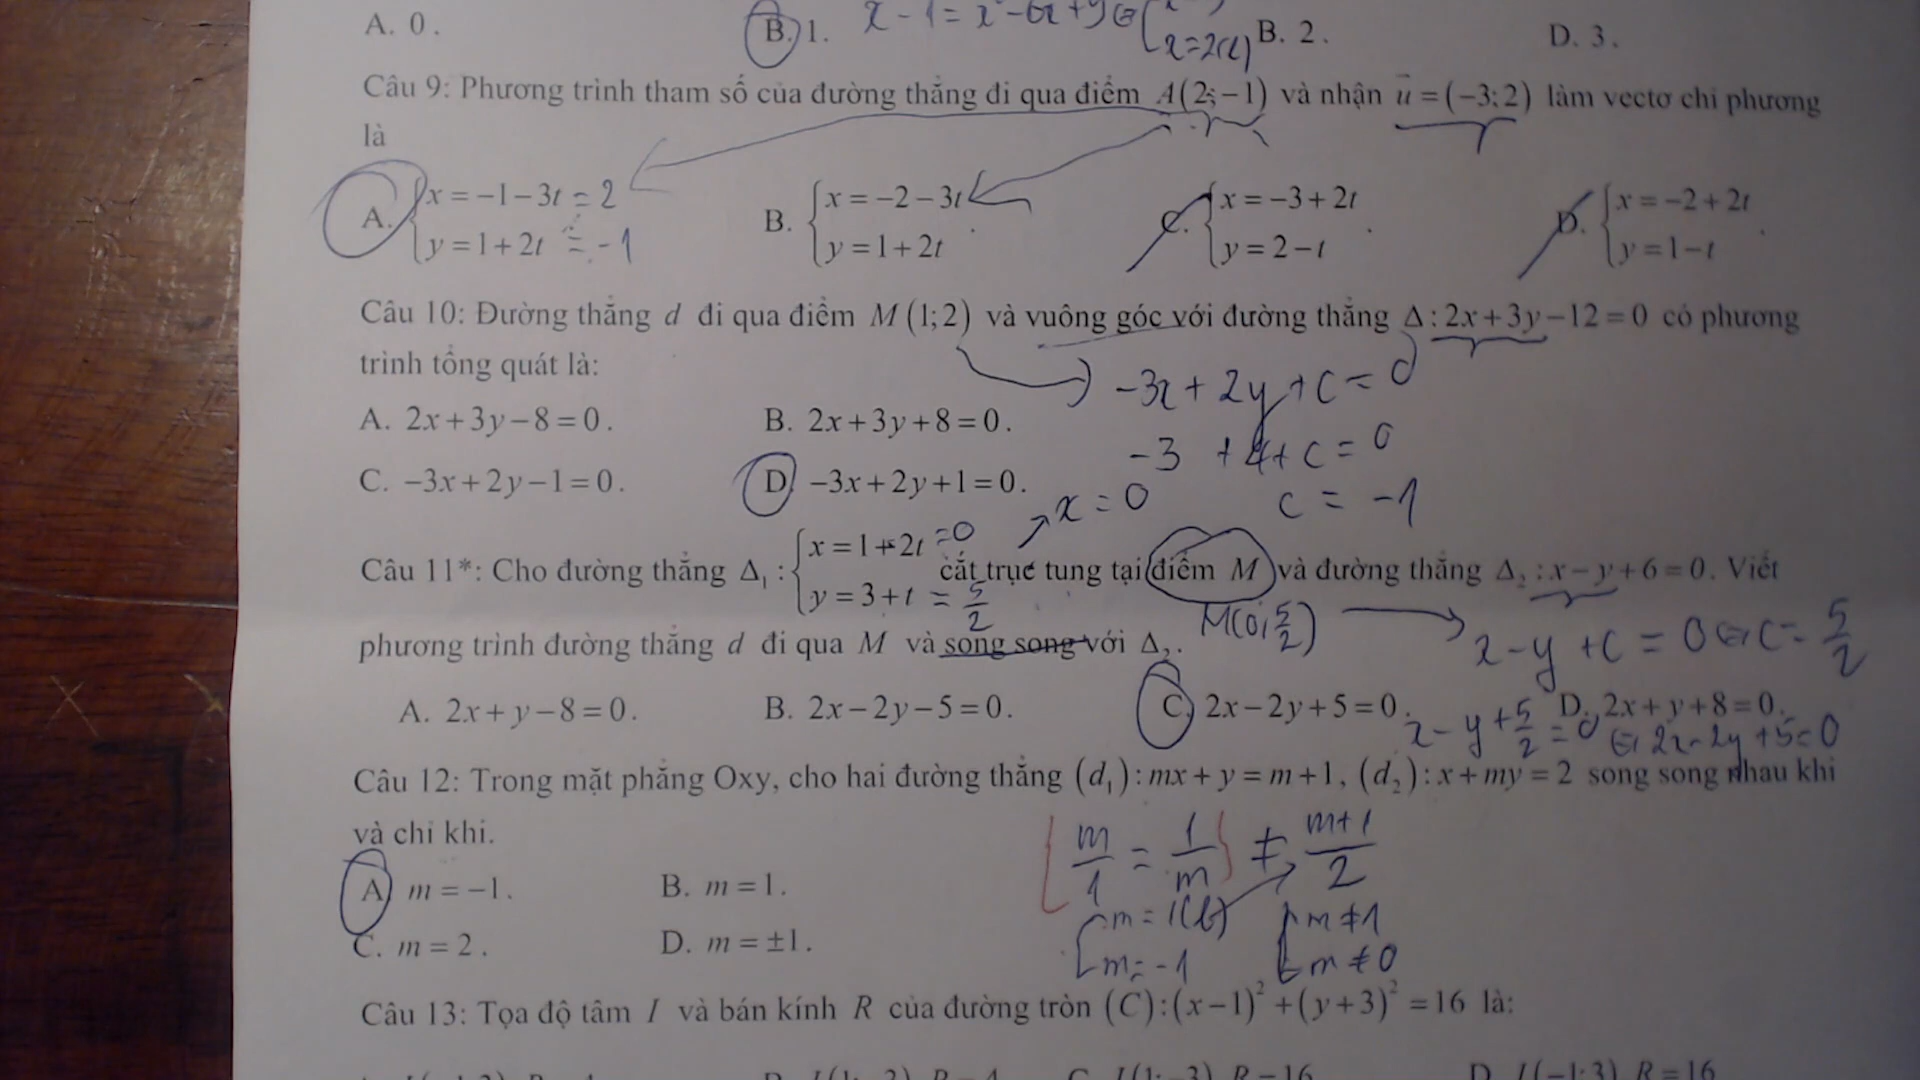 A. 0. B. 1. x - 1 = x² - 6x + 9 ⇔ B. 2. D. 3.
x = 2(l)
Câu 9: Phương trình tham số của đường thẳng đi qua điểm A(2;-1) và nhận u⃗ = (-3;2) làm vectơ chỉ phương
là
A. { x = -1 - 3t = 2 B. { x = -2 - 3t C. { x = -3 + 2t D. { x = -2 + 2t
y = 1 + 2t = -1 y = 1 + 2t . y = 2 - t . y = 1 - t .
Câu 10: Đường thẳng d đi qua điểm M(1;2) và vuông góc với đường thẳng Δ: 2x + 3y - 12 = 0 có phương
trình tổng quát là:
-3x + 2y + c = 0
A. 2x + 3y - 8 = 0. B. 2x + 3y + 8 = 0.
-3 + 4 + c = 0
C. -3x + 2y - 1 = 0. D. -3x + 2y + 1 = 0.
x = 0 c = -1
Câu 11*: Cho đường thẳng Δ₁: { x = 1 + 2t = 0 cắt trục tung tại điểm M và đường thẳng Δ₂: x - y + 6 = 0. Viết
y = 3 + t = 5/2
M(0; 5/2) x - y + c = 0 ⇔ c = 5/2
phương trình đường thẳng d đi qua M và song song với Δ₂.
A. 2x + y - 8 = 0. B. 2x - 2y - 5 = 0. C. 2x - 2y + 5 = 0. D. 2x + y + 8 = 0.
x - y + 5/2 = 0 ⇔ 2x - 2y + 5 = 0
Câu 12: Trong mặt phẳng Oxy, cho hai đường thẳng (d₁): mx + y = m + 1, (d₂): x + my = 2 song song nhau khi
và chỉ khi.
m/1 = 1/m ≠ m+1/2
A. m = -1. B. m = 1.
m = 1(l) m ≠ 1
C. m = 2. D. m = ±1.
m = -1 m ≠ 0
Câu 13: Tọa độ tâm I và bán kính R của đường tròn (C): (x - 1)² + (y + 3)² = 16 là:
R = 16 D. I(-1;3), R = 16